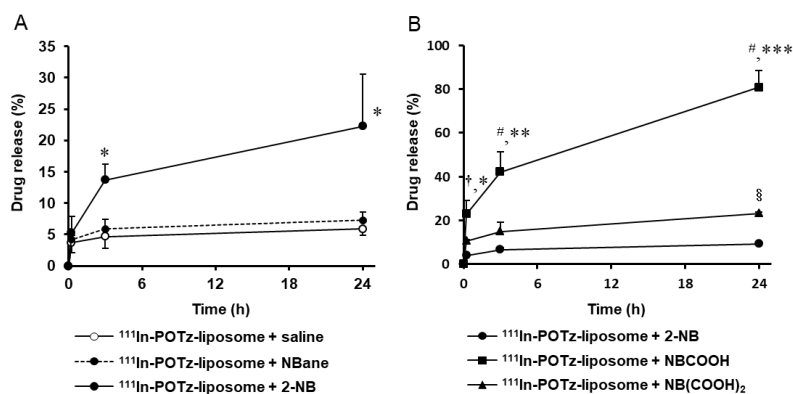 A
Drug release (%)
35
30
25
20
15
10
5
0
*
*
0 6 12 18 24
Time (h)
¹¹¹In-POTz-liposome + saline
¹¹¹In-POTz-liposome + NBane
¹¹¹In-POTz-liposome + 2-NB
B
Drug release (%)
100
80
60
40
20
0
†,*
#,**
#,***
§
0 6 12 18 24
Time (h)
¹¹¹In-POTz-liposome + 2-NB
¹¹¹In-POTz-liposome + NBCOOH
¹¹¹In-POTz-liposome + NB(COOH)₂